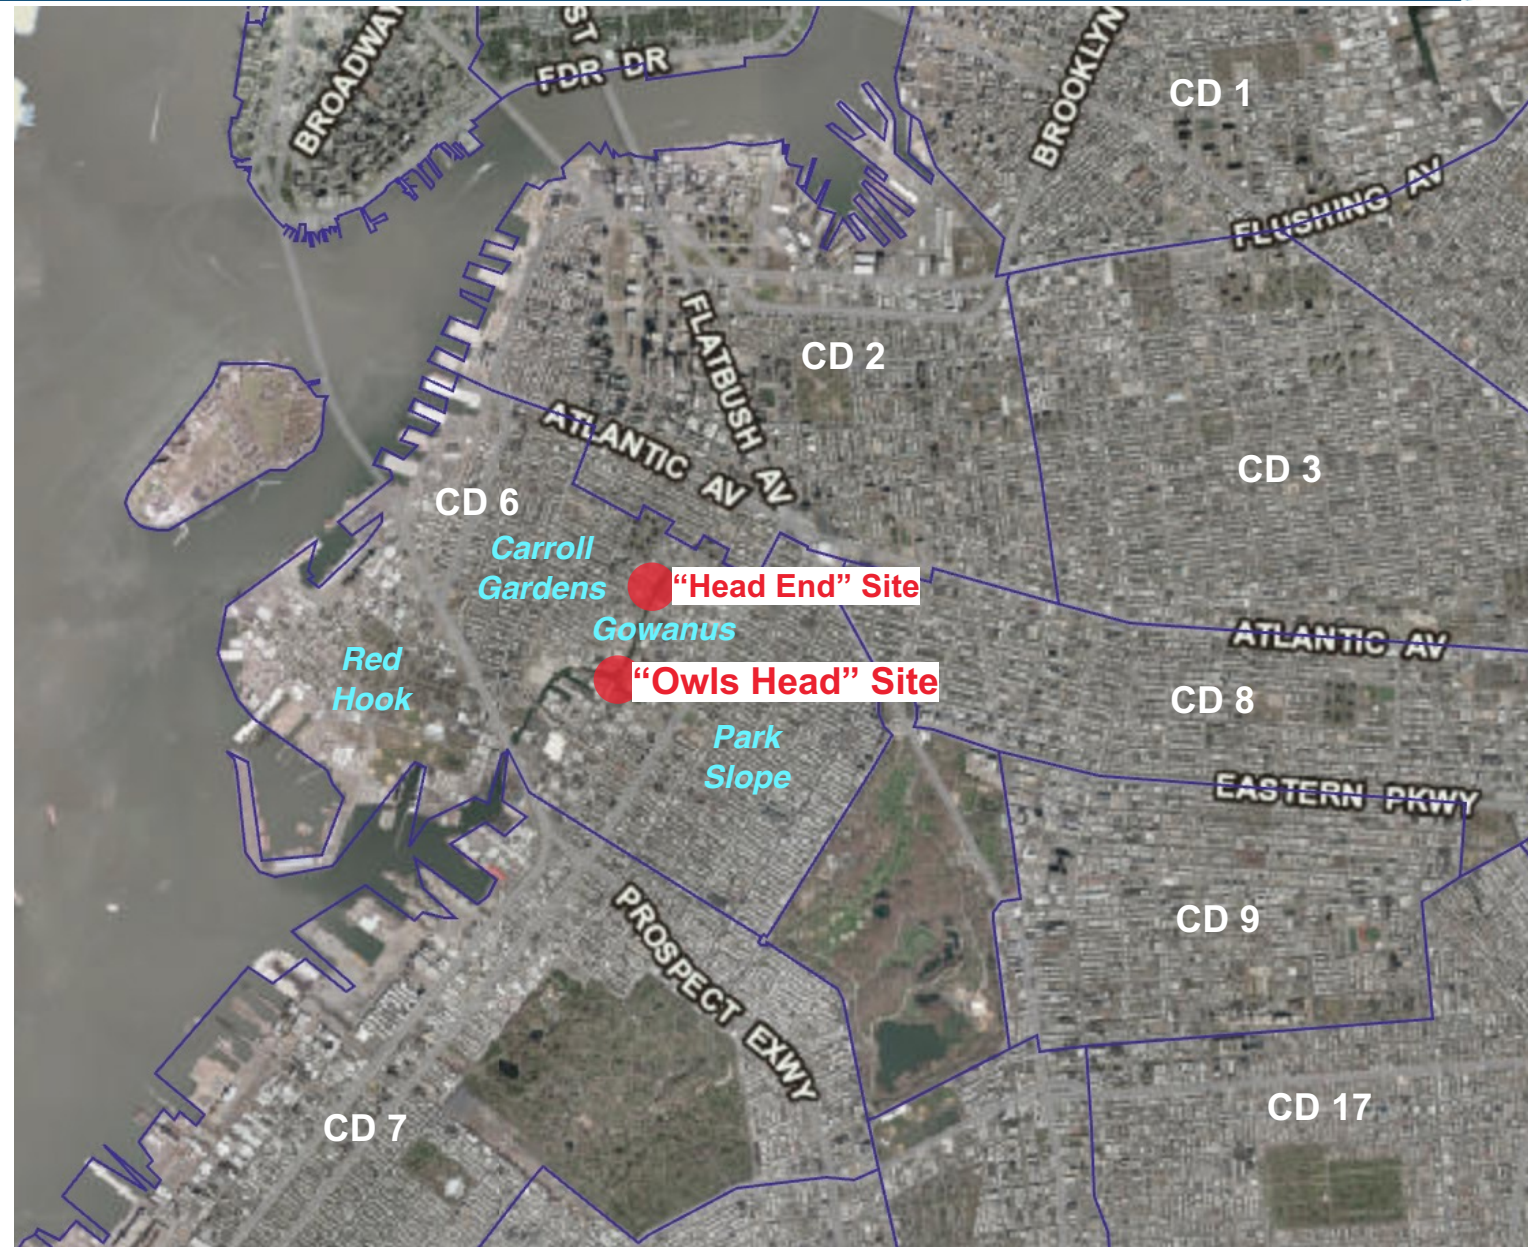 BROADWAY
ST
FDR DR
BROOKLYN
CD 1
FLUSHING AV
FLATBUSH AV
CD 2
ATLANTIC AV
CD 3
CD 6
Carroll
Gardens
“Head End” Site
Gowanus
ATLANTIC AV
Red
Hook
“Owls Head” Site
CD 8
Park
Slope
EASTERN PKWY
PROSPECT EXWY
CD 9
CD 7
CD 17